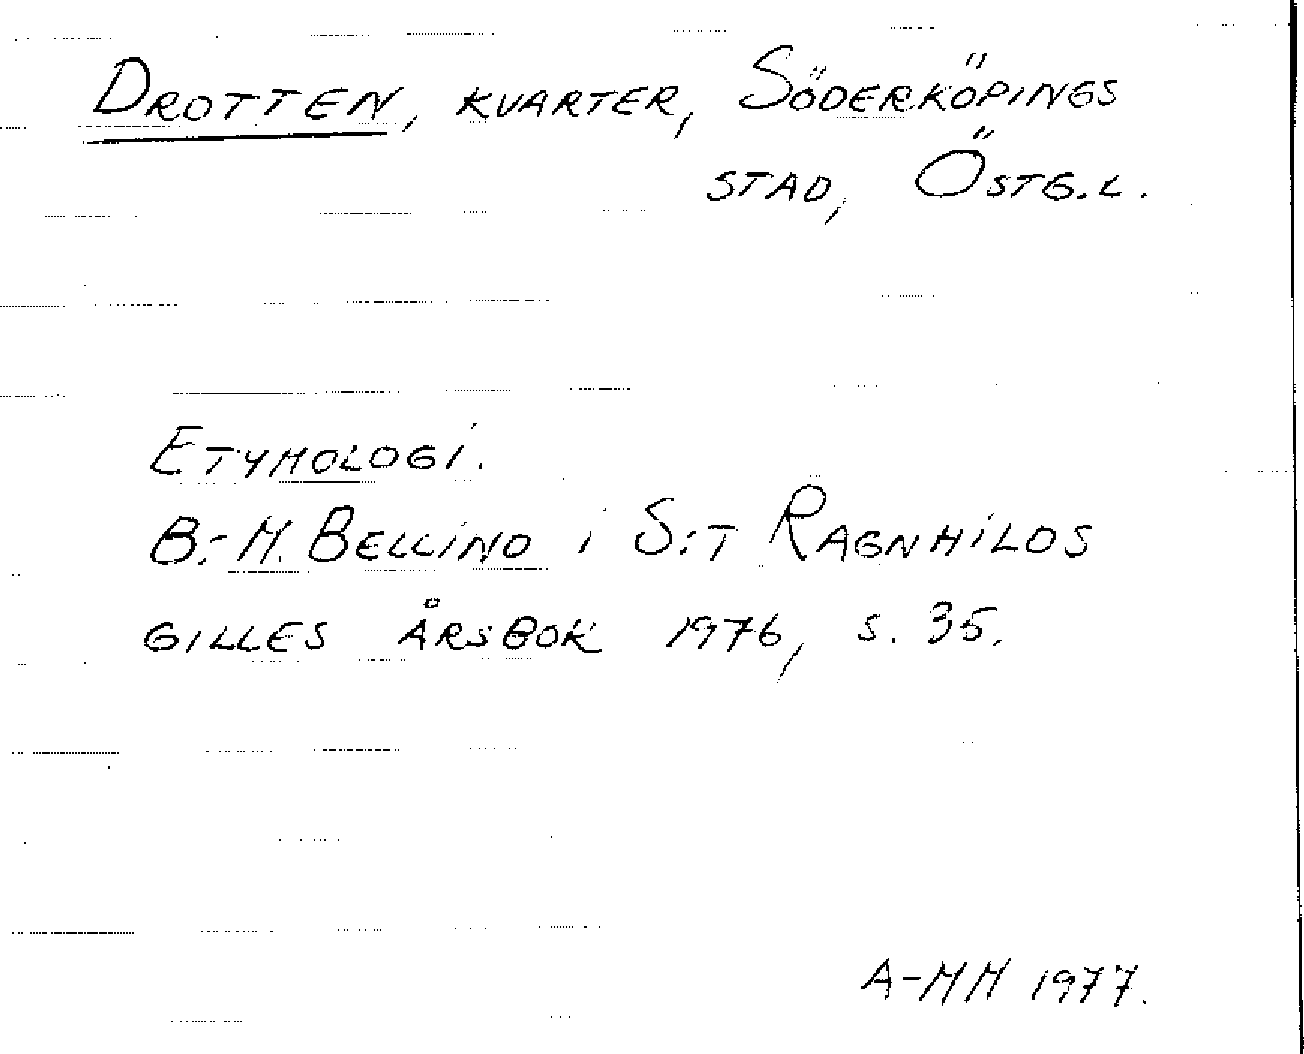 DROTTEN, KVARTER, SÖDERKÖPINGS
STAD, ÖSTG.L.
ETYMOLOGI.
B.-M. BELLIND i S:T RAGNHILDS
GILLES ÅRSBOK 1976, S. 35.
A-MH 1977.